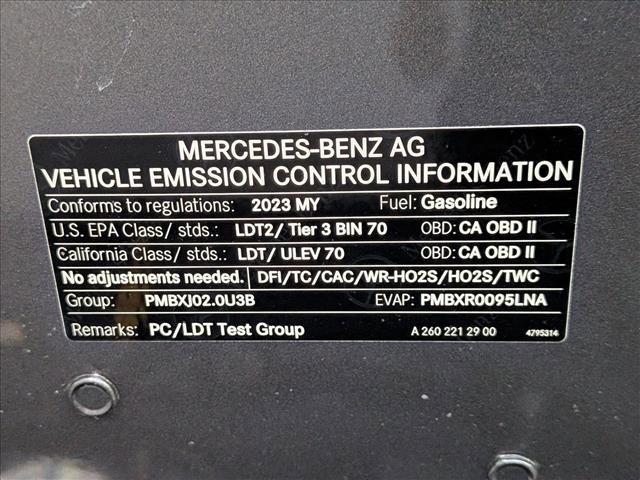 MERCEDES-BENZ AG
VEHICLE EMISSION CONTROL INFORMATION
Conforms to regulations: 2023 MY Fuel: Gasoline
U.S. EPA Class/ stds.: LDT2/ Tier 3 BIN 70 OBD: CA OBD II
California Class/ stds.: LDT/ ULEV 70 OBD: CA OBD II
No adjustments needed. DFI/TC/CAC/WR-HO2S/HO2S/TWC
Group: PMBXJ02.0U3B EVAP: PMBXR0095LNA
Remarks: PC/LDT Test Group A 260 221 29 00 4795314